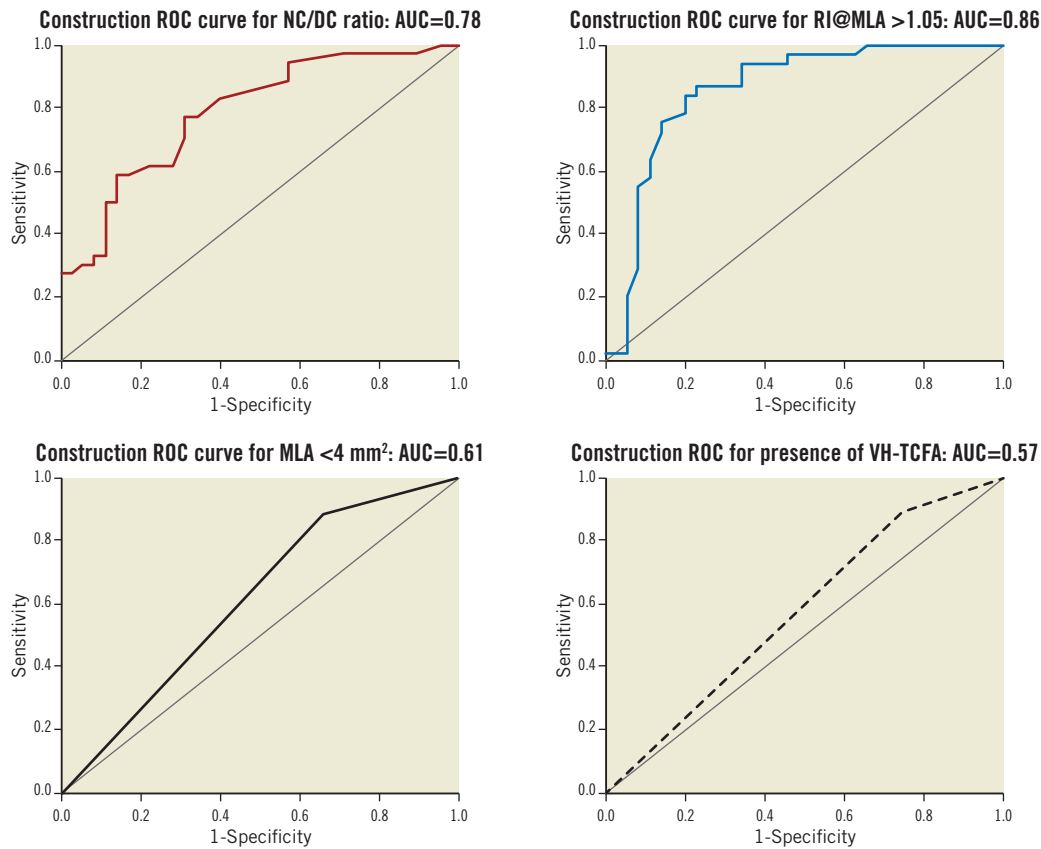 Construction ROC curve for NC/DC ratio: AUC=0.78
1.0
0.8
0.6
0.4
0.2
0.0
Sensitivity
0.0 0.2 0.4 0.6 0.8 1.0
1-Specificity
Construction ROC curve for RI@MLA >1.05: AUC=0.86
1.0
0.8
0.6
0.4
0.2
0.0
Sensitivity
0.0 0.2 0.4 0.6 0.8 1.0
1-Specificity
Construction ROC curve for MLA <4 mm²: AUC=0.61
1.0
0.8
0.6
0.4
0.2
0.0
Sensitivity
0.0 0.2 0.4 0.6 0.8 1.0
1-Specificity
Construction ROC for presence of VH-TCFA: AUC=0.57
1.0
0.8
0.6
0.4
0.2
0.0
Sensitivity
0.0 0.2 0.4 0.6 0.8 1.0
1-Specificity